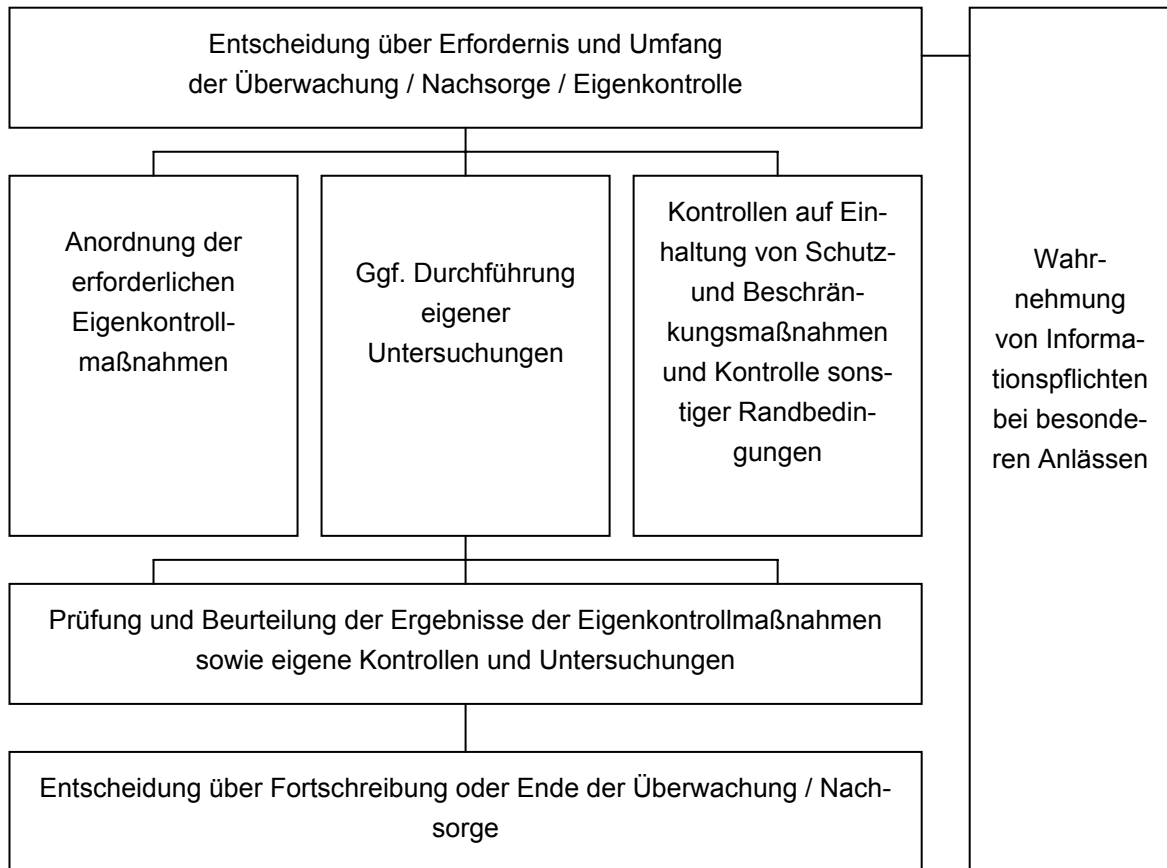 Entscheidung über Erfordernis und Umfang
der Überwachung / Nachsorge / Eigenkontrolle
Anordnung der
erforderlichen
Eigenkontroll-
maßnahmen
Ggf. Durchführung
eigener
Untersuchungen
Kontrollen auf Ein-
haltung von Schutz-
und Beschrän-
kungsmaßnahmen
und Kontrolle sons-
tiger Randbedin-
gungen
Wahr-
nehmung
von Informa-
tionspflichten
bei besonde-
ren Anlässen
Prüfung und Beurteilung der Ergebnisse der Eigenkontrollmaßnahmen
sowie eigene Kontrollen und Untersuchungen
Entscheidung über Fortschreibung oder Ende der Überwachung / Nach-
sorge